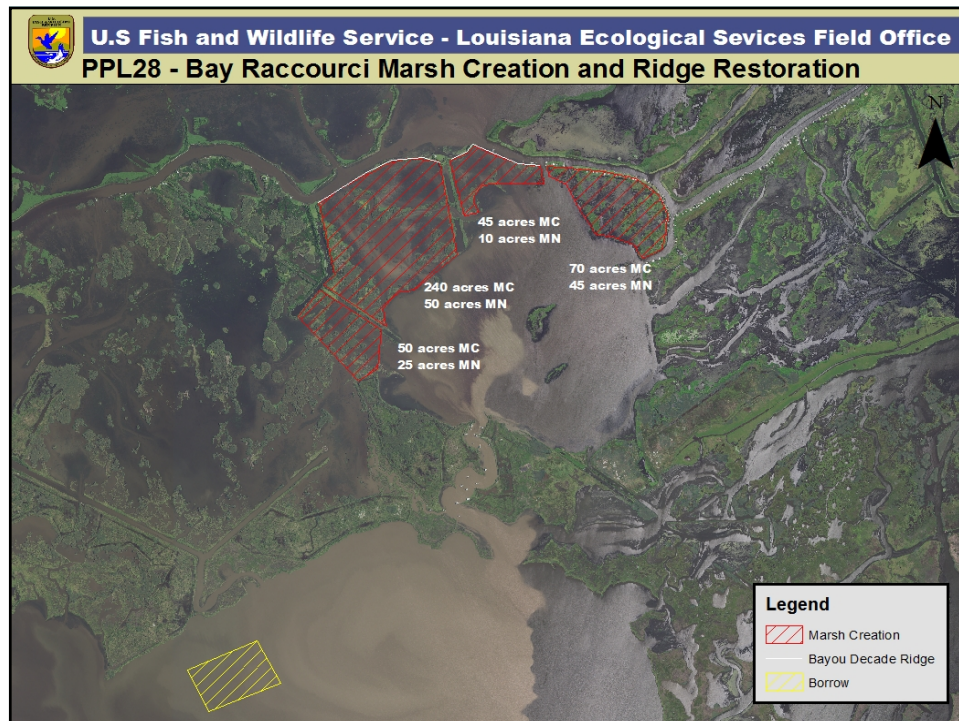 U.S Fish and Wildlife Service - Louisiana Ecological Sevices Field Office
PPL28 - Bay Raccourci Marsh Creation and Ridge Restoration
N
45 acres MC
10 acres MN
70 acres MC
45 acres MN
240 acres MC
50 acres MN
50 acres MC
25 acres MN
Legend
Marsh Creation
Bayou Decade Ridge
Borrow